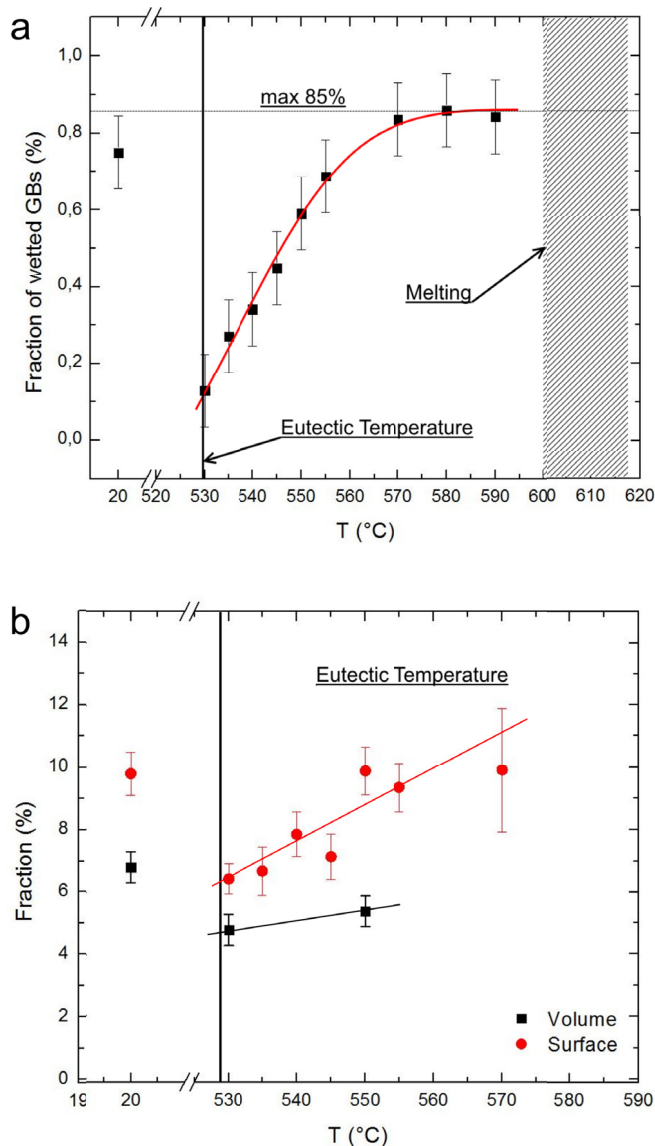 a
1,0
0,8
0,6
0,4
0,2
0,0
Fraction of wetted GBs (%)
max 85%
Melting
Eutectic Temperature
20 520 530 540 550 560 570 580 590 600 610 620
T (°C)
b
14
12
10
8
6
4
2
0
Fraction (%)
Eutectic Temperature
Volume
Surface
19 20 530 540 550 560 570 580 590
T (°C)